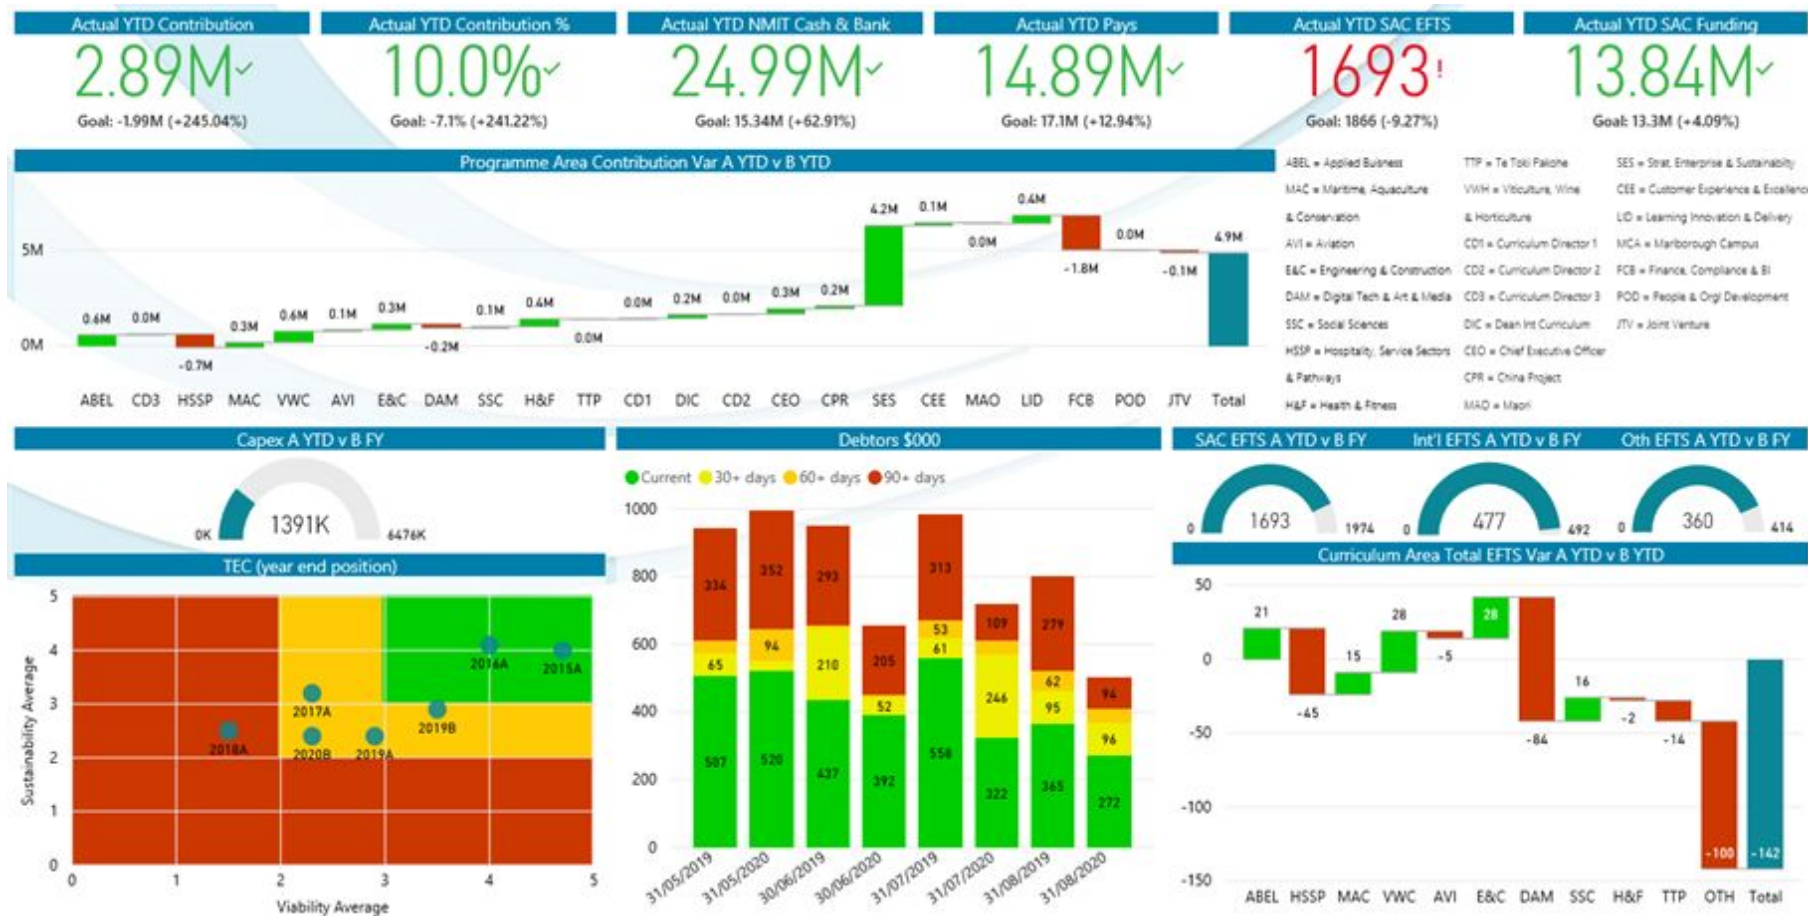 Actual YTD Contribution
2.89M
Goal: -1.99M (+245.04%)
Actual YTD Contribution %
10.0%
Goal: -7.1% (+241.22%)
Actual YTD NMIT Cash & Bank
24.99M
Goal: 15.34M (+62.91%)
Actual YTD Pays
14.89M
Goal: 17.1M (+12.94%)
Actual YTD SAC EFTS
1693!
Goal: 1866 (-9.27%)
Actual YTD SAC Funding
13.84M
Goal: 13.3M (+4.09%)
Programme Area Contribution Var A YTD v B YTD
5M
0M
0.6M 0.0M -0.7M 0.3M 0.6M 0.1M 0.3M -0.2M 0.1M 0.4M 0.0M 0.0M 0.2M 0.0M 0.3M 0.2M 4.2M 0.1M 0.0M 0.4M -1.8M 0.0M -0.1M 4.9M
ABEL CD3 HSSP MAC VWC AVI E&C DAM SSC H&F TTP CD1 DIC CD2 CEO CPR SES CEE MAO LID FCB POD JTV Total
ABEL = Applied Buisness
MAC = Maritime, Aquaculture
& Conservation
AVI = Aviation
E&C = Engineering & Construction
DAM = Digital Tech & Art & Media
SSC = Social Sciences
HSSP = Hospitality, Service Sectors
& Pathways
H&F = Health & Fitness
TTP = Te Toki Pakohe
VWH = Viticulture, Wine
& Horticulture
CD1 = Curriculum Director 1
CD2 = Curriculum Director 2
CD3 = Curriculum Director 3
DIC = Dean Int Curriculum
CEO = Chief Executive Officer
CPR = China Project
MAO = Maori
SES = Strat, Enterprise & Sustainabilty
CEE = Customer Experience & Excellenc
LID = Learning Innovation & Delivery
MCA = Marlborough Campus
FCB = Finance, Compliance & BI
POD = People & Orgl Development
JTV = Joint Venture
Capex A YTD v B FY
0K 1391K 6476K
TEC (year end position)
Sustainability Average
5
4
3
2
1
0
2016A
2015A
2017A
2019B
2018A
2020B
2019A
0 1 2 3 4 5
Viability Average
Debtors $000
Current 30+ days 60+ days 90+ days
1000
800
600
400
200
0
334 65 507
352 94 520
293 210 437
205 52 392
313 53 61 558
109 246 322
279 62 95 365
94 96 272
31/05/2019 31/05/2020 30/06/2019 30/06/2020 31/07/2019 31/07/2020 31/08/2019 31/08/2020
SAC EFTS A YTD v B FY
0 1693 1974
Int'l EFTS A YTD v B FY
0 477 492
Oth EFTS A YTD v B FY
0 360 414
Curriculum Area Total EFTS Var A YTD v B YTD
50
0
-50
-100
-150
21 -45 15 28 -5 28 -84 16 -2 -14 -100 -142
ABEL HSSP MAC VWC AVI E&C DAM SSC H&F TTP OTH Total